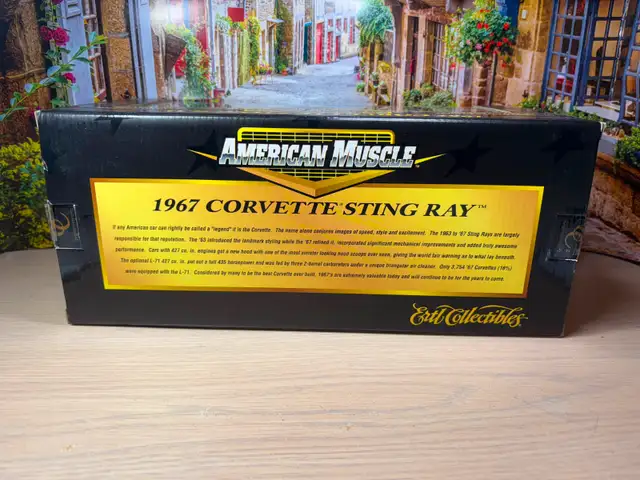 AMERICAN MUSCLE™
1967 CORVETTE® STING RAY™
If any American car can rightly be called a "legend" it is the Corvette. The name alone conjures images of speed, style and excitement. The 1963 to '67 Sting Rays are largely
responsible for that reputation. The '63 introduced the landmark styling while the '67 refined it, incorporated significant mechanical improvements and added truly awesome
performance. Cars with 427 cu. in. engines got a new hood with one of the most sinister looking hood scoops ever seen, giving the world fair warning as to what lay beneath.
The optional L-71 427 cu. in. put out a full 435 horsepower and was fed by three 2-barrel carburetors under a unique triangular air cleaner. Only 3,754 '67 Corvettes (16%)
were equipped with the L-71. Considered by many to be the best Corvette ever built, 1967's are extremely valuable today and will continue to be for the years to come.
Ertl Collectibles